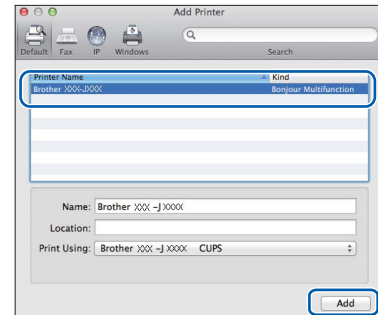 Add Printer
Default Fax IP Windows Search
Printer Name Kind
Brother XXX-JXXX Bonjour Multifunction
Name: Brother XXX -J XXXX
Location:
Print Using: Brother XXX -J XXXX CUPS
Add